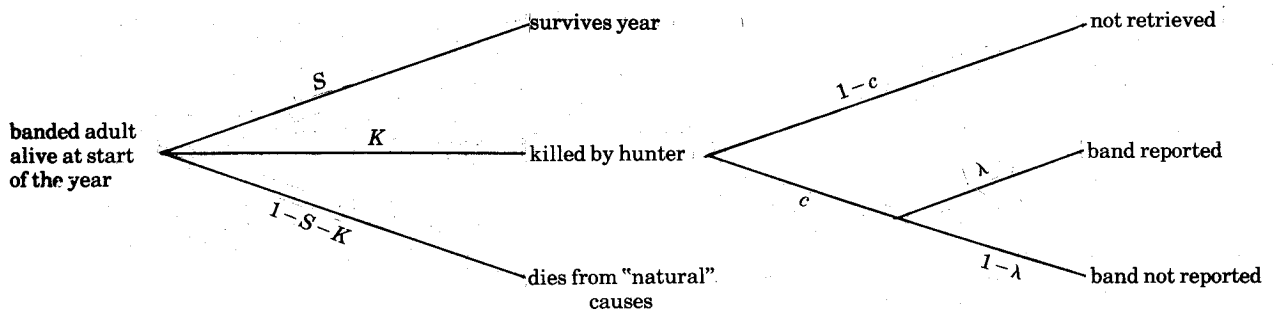 survives year
not retrieved
S
1-c
banded adult
alive at start
of the year
K
killed by hunter
λ
band reported
c
1-S-K
1-λ
dies from "natural"
causes
band not reported